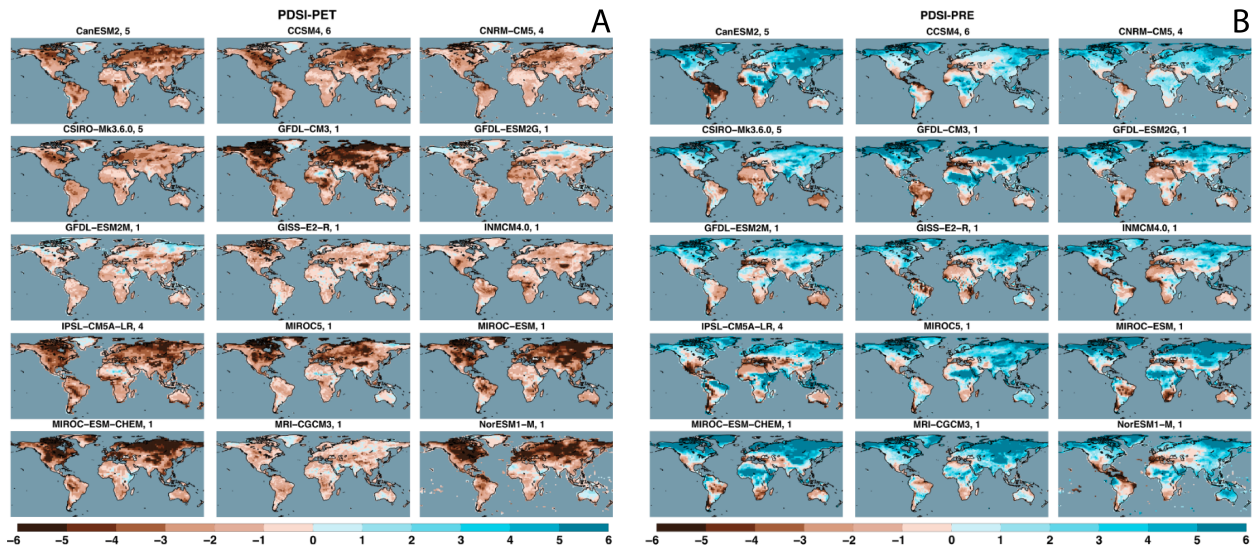 PDSI-PET
A
CanESM2, 5
CCSM4, 6
CNRM-CM5, 4
CSIRO-Mk3.6.0, 5
GFDL-CM3, 1
GFDL-ESM2G, 1
GFDL-ESM2M, 1
GISS-E2-R, 1
INMCM4.0, 1
IPSL-CM5A-LR, 4
MIROC5, 1
MIROC-ESM, 1
MIROC-ESM-CHEM, 1
MRI-CGCM3, 1
NorESM1-M, 1
-6 -5 -4 -3 -2 -1 0 1 2 3 4 5 6
PDSI-PRE
B
CanESM2, 5
CCSM4, 6
CNRM-CM5, 4
CSIRO-Mk3.6.0, 5
GFDL-CM3, 1
GFDL-ESM2G, 1
GFDL-ESM2M, 1
GISS-E2-R, 1
INMCM4.0, 1
IPSL-CM5A-LR, 4
MIROC5, 1
MIROC-ESM, 1
MIROC-ESM-CHEM, 1
MRI-CGCM3, 1
NorESM1-M, 1
-6 -5 -4 -3 -2 -1 0 1 2 3 4 5 6